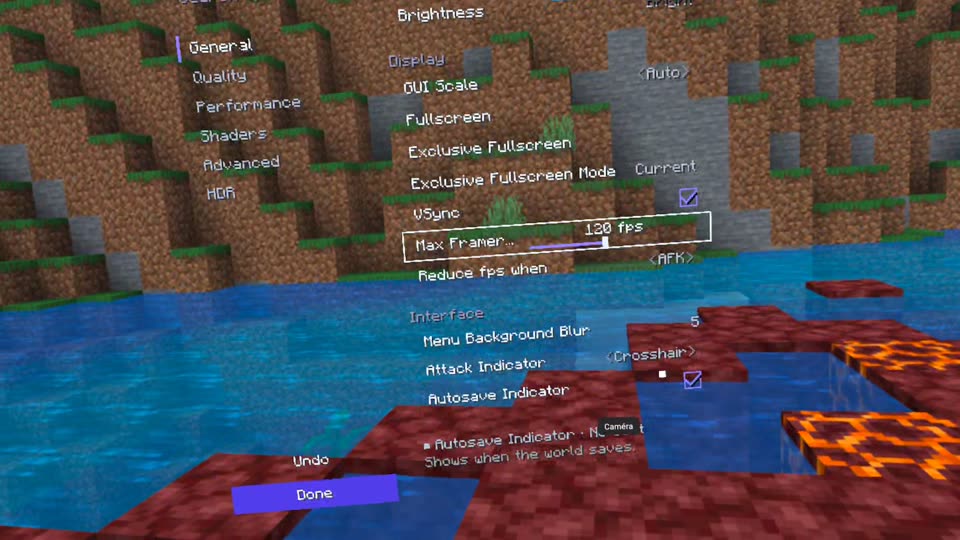 Brightness
General
Quality
Performance
Shaders
Advanced
HDR
Display
GUI Scale
<Auto>
Fullscreen
Exclusive Fullscreen
Exclusive Fullscreen Mode
Current
VSync
Max Framer...
120 fps
Reduce fps when
<AFK>
Interface
Menu Background Blur
5
Attack Indicator
<Crosshair>
Autosave Indicator
Caméra
Autosave Indicator ·
Shows when the world saves.
Undo
Done